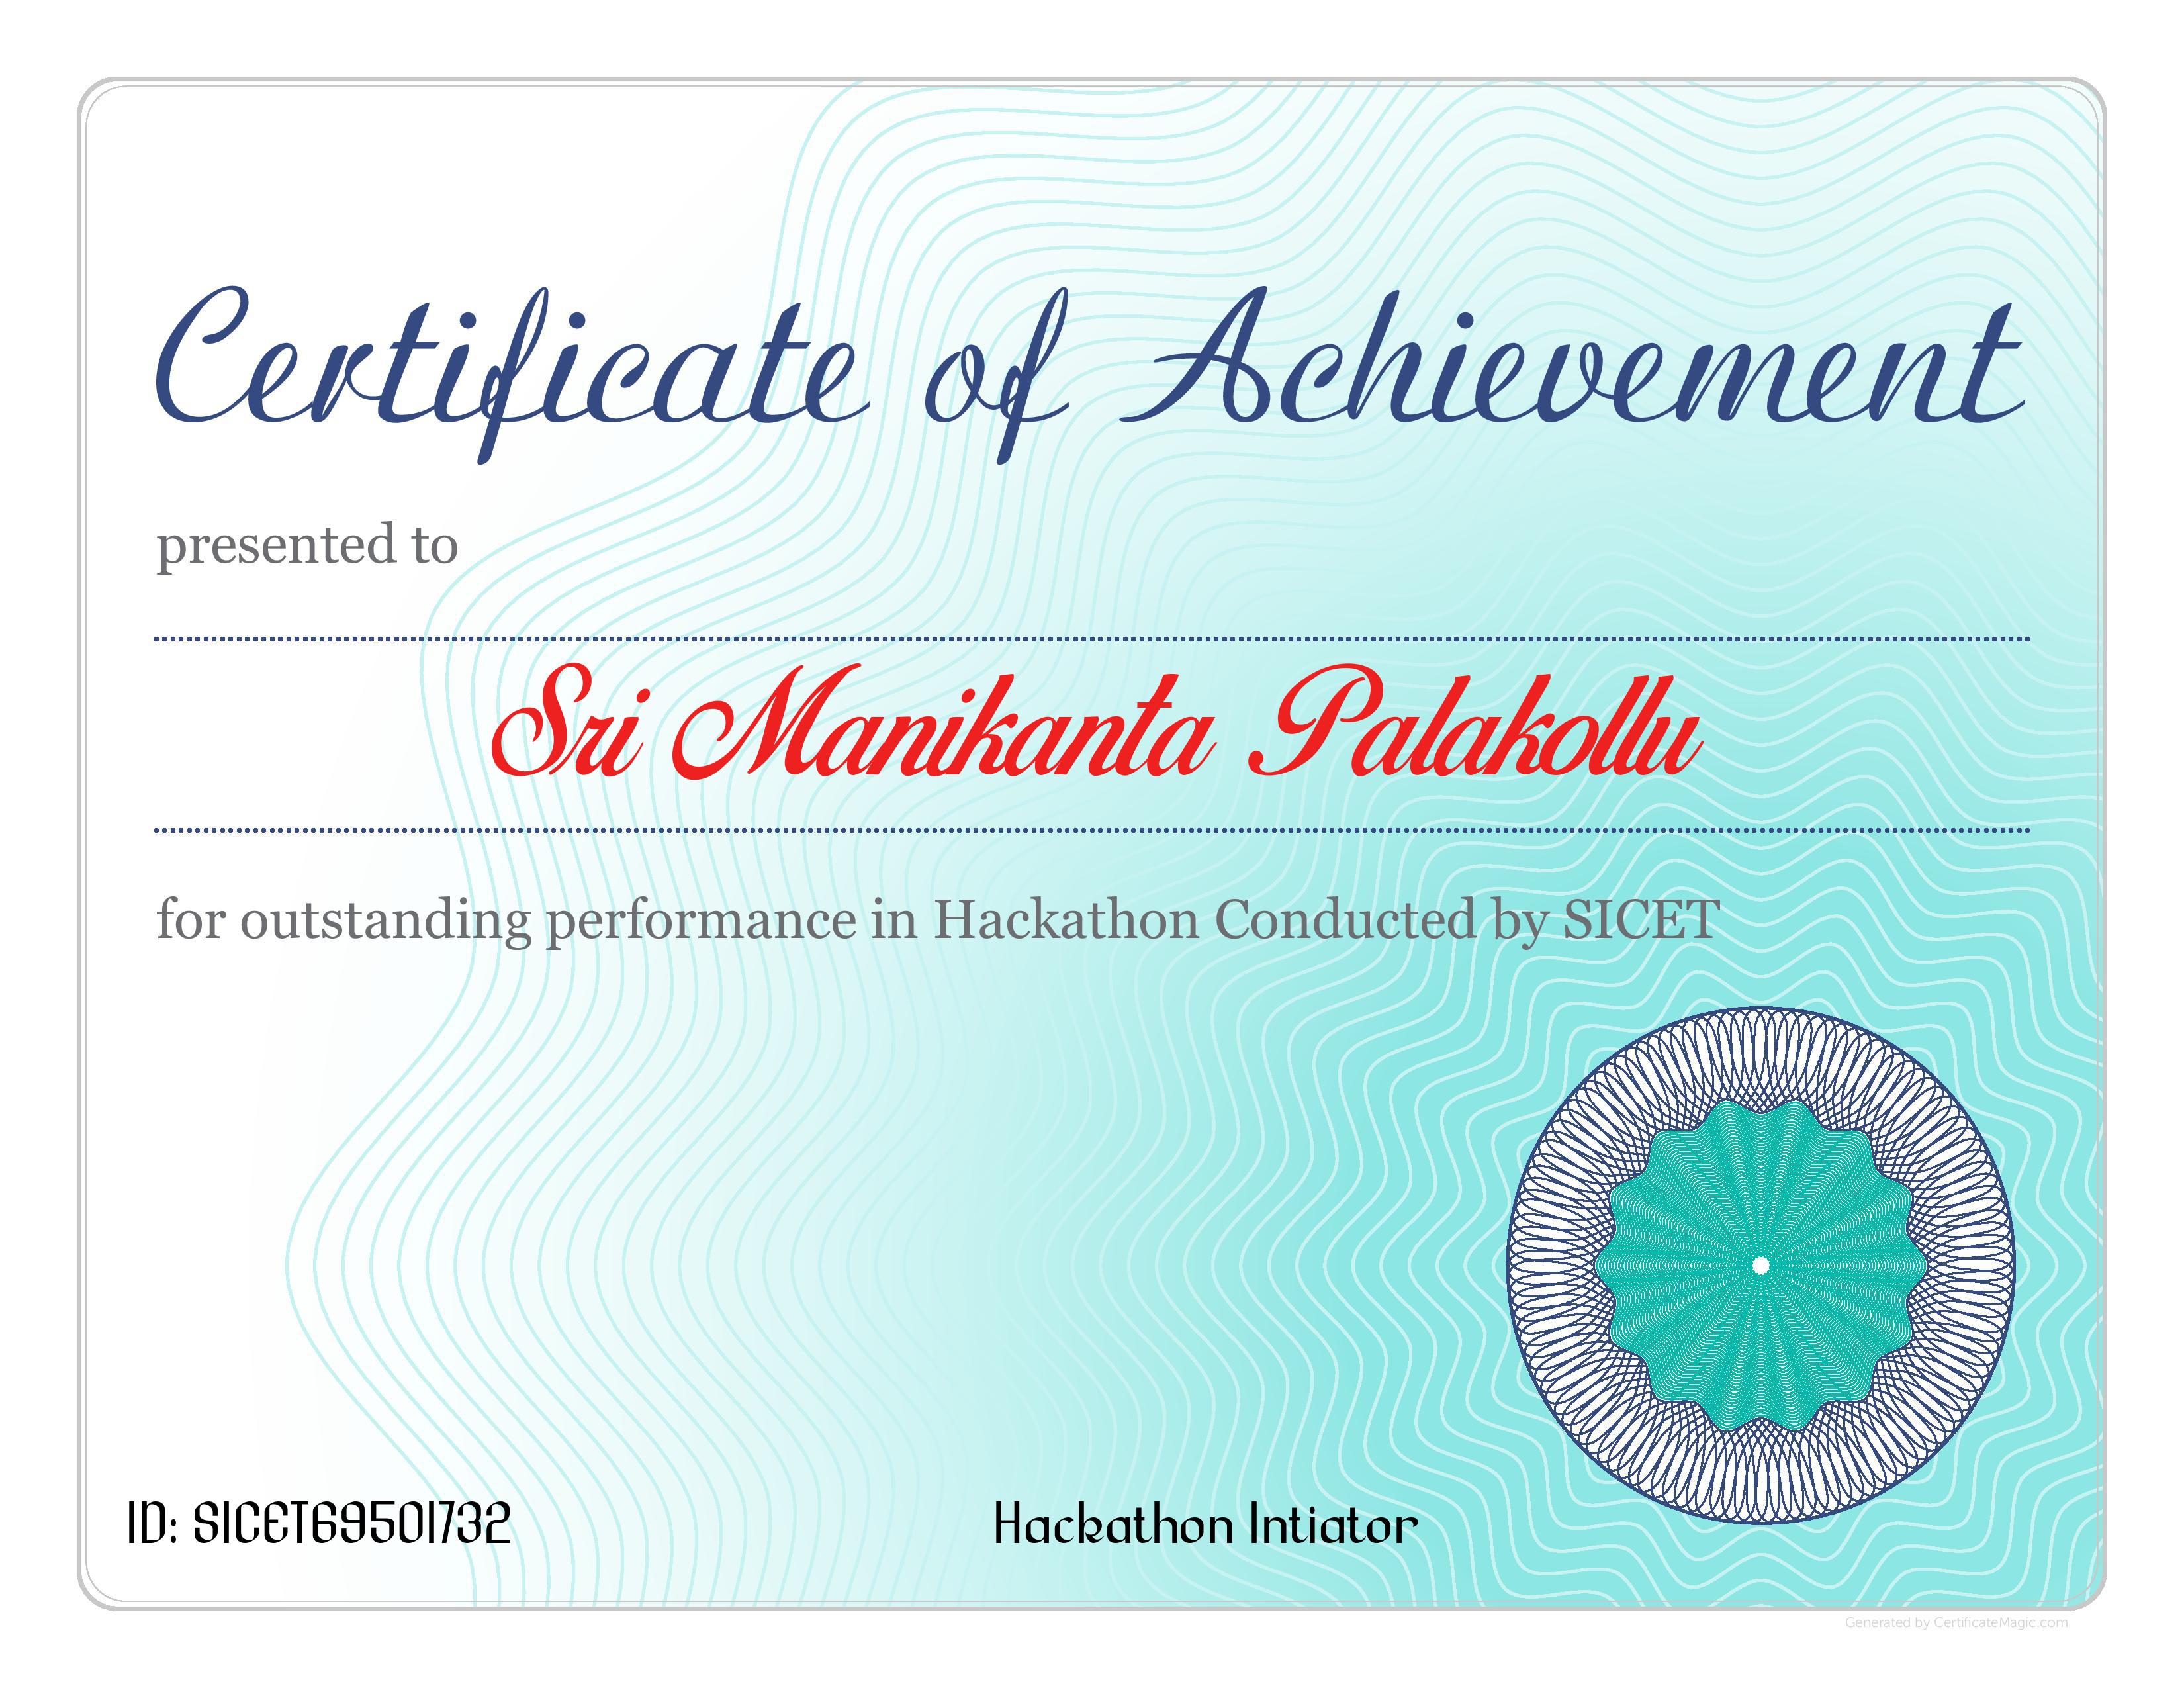 Certificate of Achievement
presented to
Sri Manikanta Palakollu
for outstanding performance in Hackathon Conducted by SICET
ID: SICET69501732
Hackathon Intiator
Generated by CertificateMagic.com